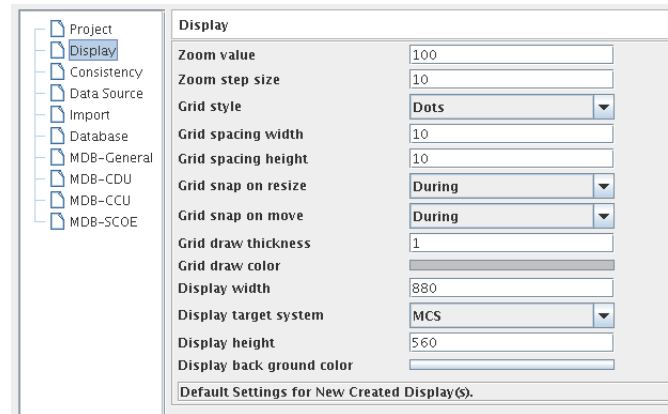 Project
Display
Consistency
Data Source
Import
Database
MDB-General
MDB-CDU
MDB-CCU
MDB-SCOE
Display
Zoom value 100
Zoom step size 10
Grid style Dots
Grid spacing width 10
Grid spacing height 10
Grid snap on resize During
Grid snap on move During
Grid draw thickness 1
Grid draw color
Display width 880
Display target system MCS
Display height 560
Display back ground color
Default Settings for New Created Display(s).